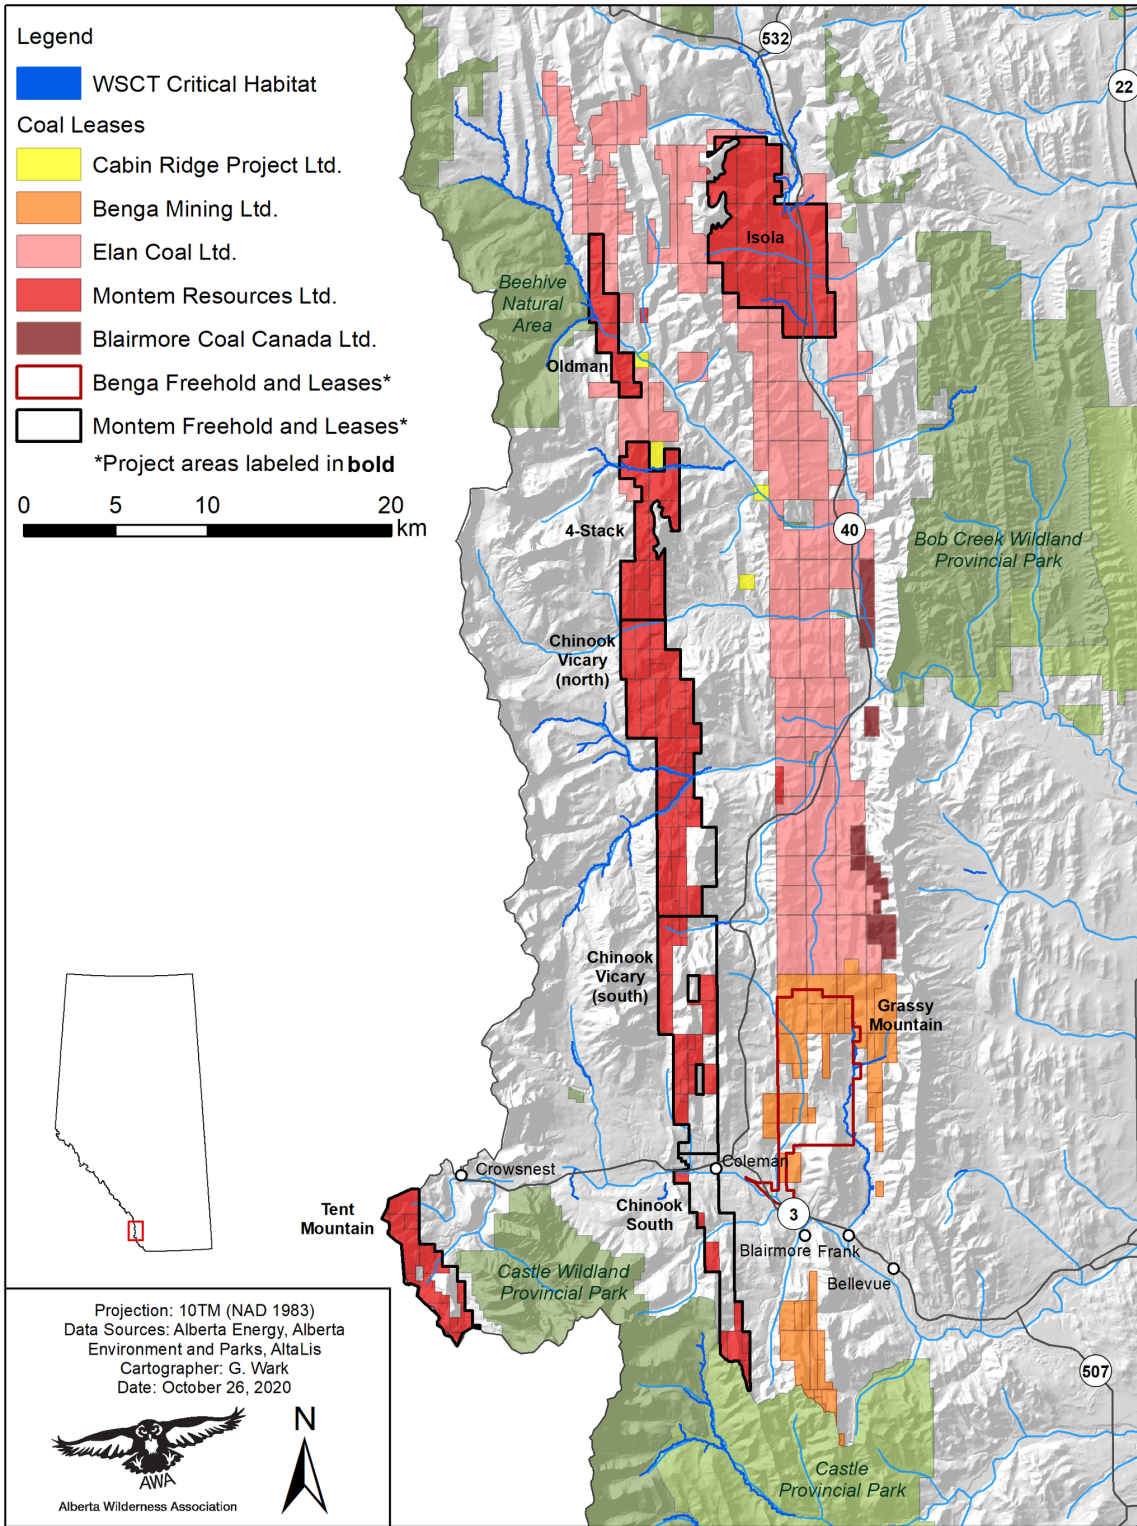 Legend
WSCT Critical Habitat
Coal Leases
Cabin Ridge Project Ltd.
Benga Mining Ltd.
Elan Coal Ltd.
Montem Resources Ltd.
Blairmore Coal Canada Ltd.
Benga Freehold and Leases*
Montem Freehold and Leases*
*Project areas labeled in bold
0 5 10 20
km
532
22
Isola
Beehive
Natural
Area
Oldman
4-Stack
40
Bob Creek Wildland
Provincial Park
Chinook
Vicary
(north)
Chinook
Vicary
(south)
Grassy
Mountain
Crowsnest
Coleman
Tent
Mountain
Chinook
South
3
Blairmore
Frank
Bellevue
Castle Wildland
Provincial Park
507
Castle
Provincial Park
Projection: 10TM (NAD 1983)
Data Sources: Alberta Energy, Alberta
Environment and Parks, AltaLis
Cartographer: G. Wark
Date: October 26, 2020
N
AWA
Alberta Wilderness Association